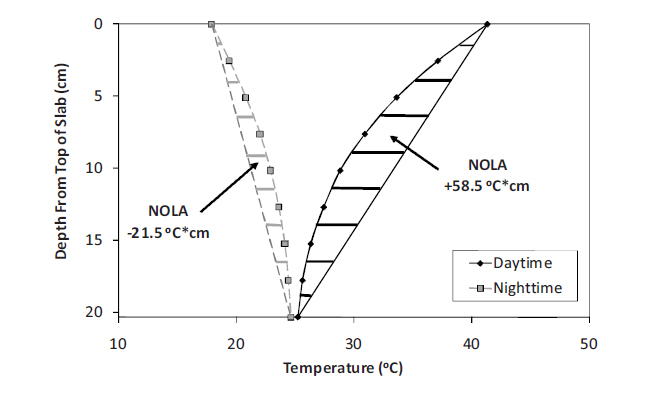 0
5
10
15
20
Depth From Top of Slab (cm)
NOLA
-21.5 ºC*cm
NOLA
+58.5 ºC*cm
Daytime
Nighttime
10
20
30
40
50
Temperature (ºC)